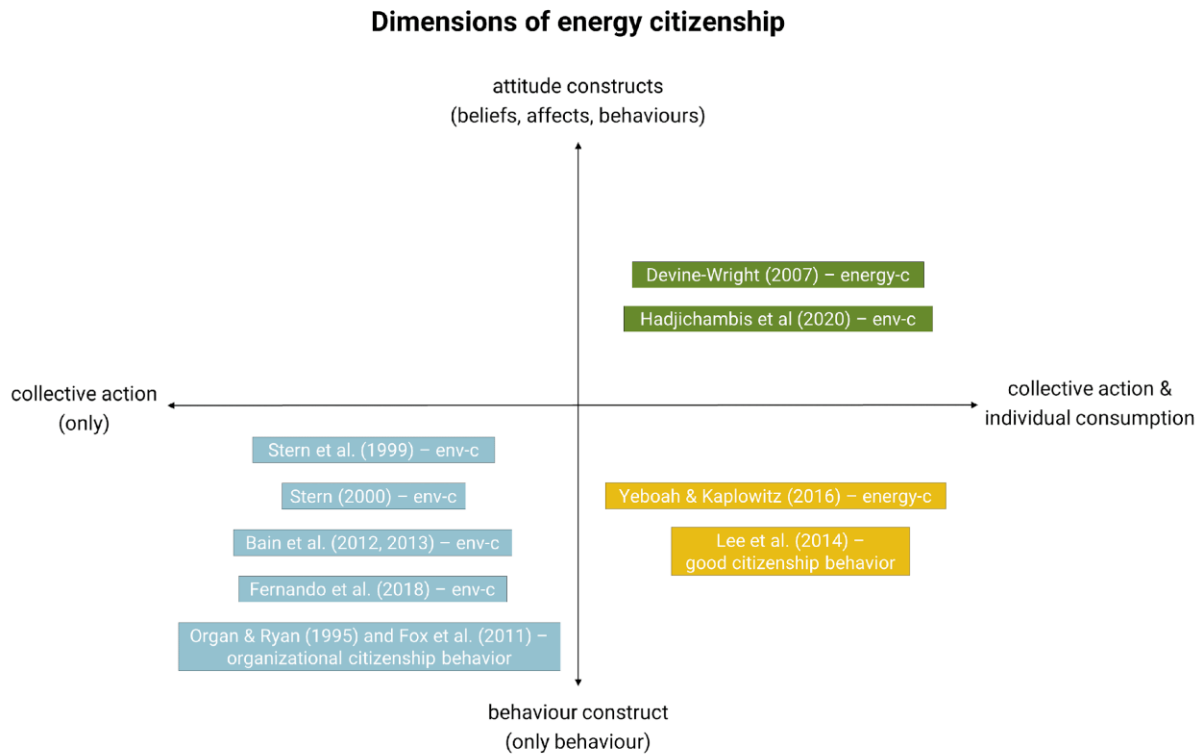 Dimensions of energy citizenship
attitude constructs
(beliefs, affects, behaviours)
Devine-Wright (2007) – energy-c
Hadjichambis et al (2020) – env-c
collective action
(only)
collective action &
individual consumption
Stern et al. (1999) – env-c
Stern (2000) – env-c
Bain et al. (2012, 2013) – env-c
Fernando et al. (2018) – env-c
Organ & Ryan (1995) and Fox et al. (2011) –
organizational citizenship behavior
Yeboah & Kaplowitz (2016) – energy-c
Lee et al. (2014) –
good citizenship behavior
behaviour construct
(only behaviour)